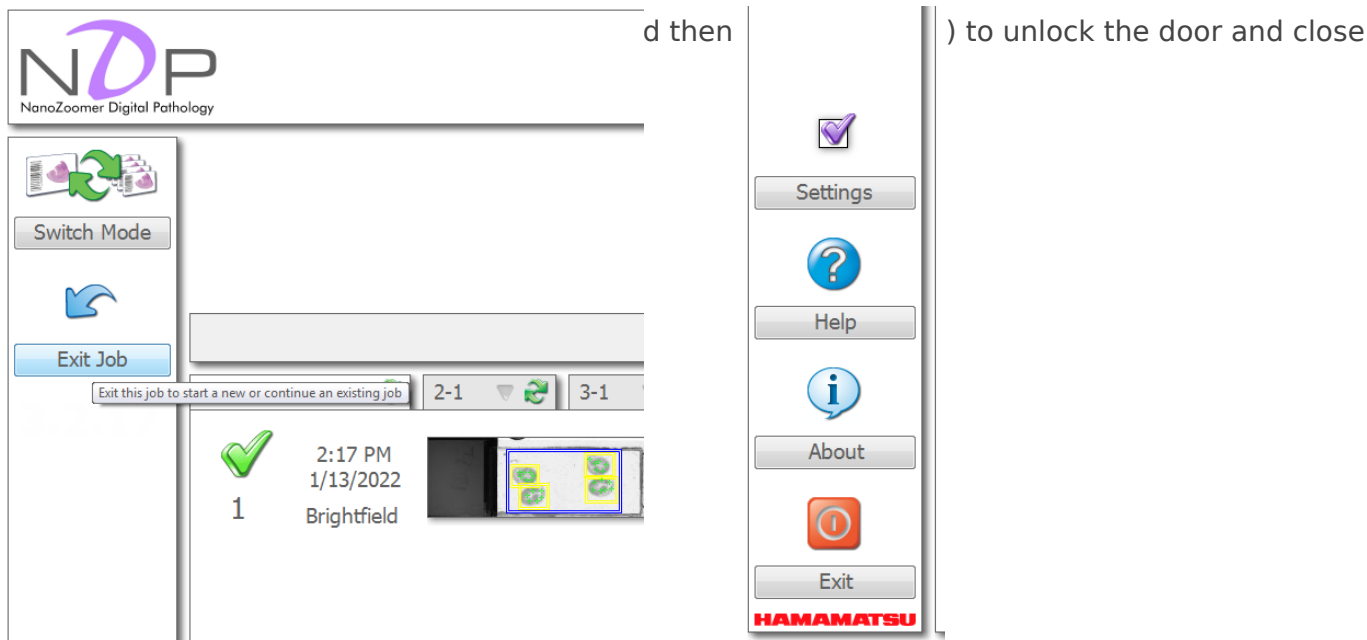 d then
) to unlock the door and close
NDP
NanoZoomer Digital Pathology
Switch Mode
Exit Job
Exit this job to start a new or continue an existing job
2-1
3-1
2:17 PM
1/13/2022
1
Brightfield
Settings
Help
About
Exit
HAMAMATSU